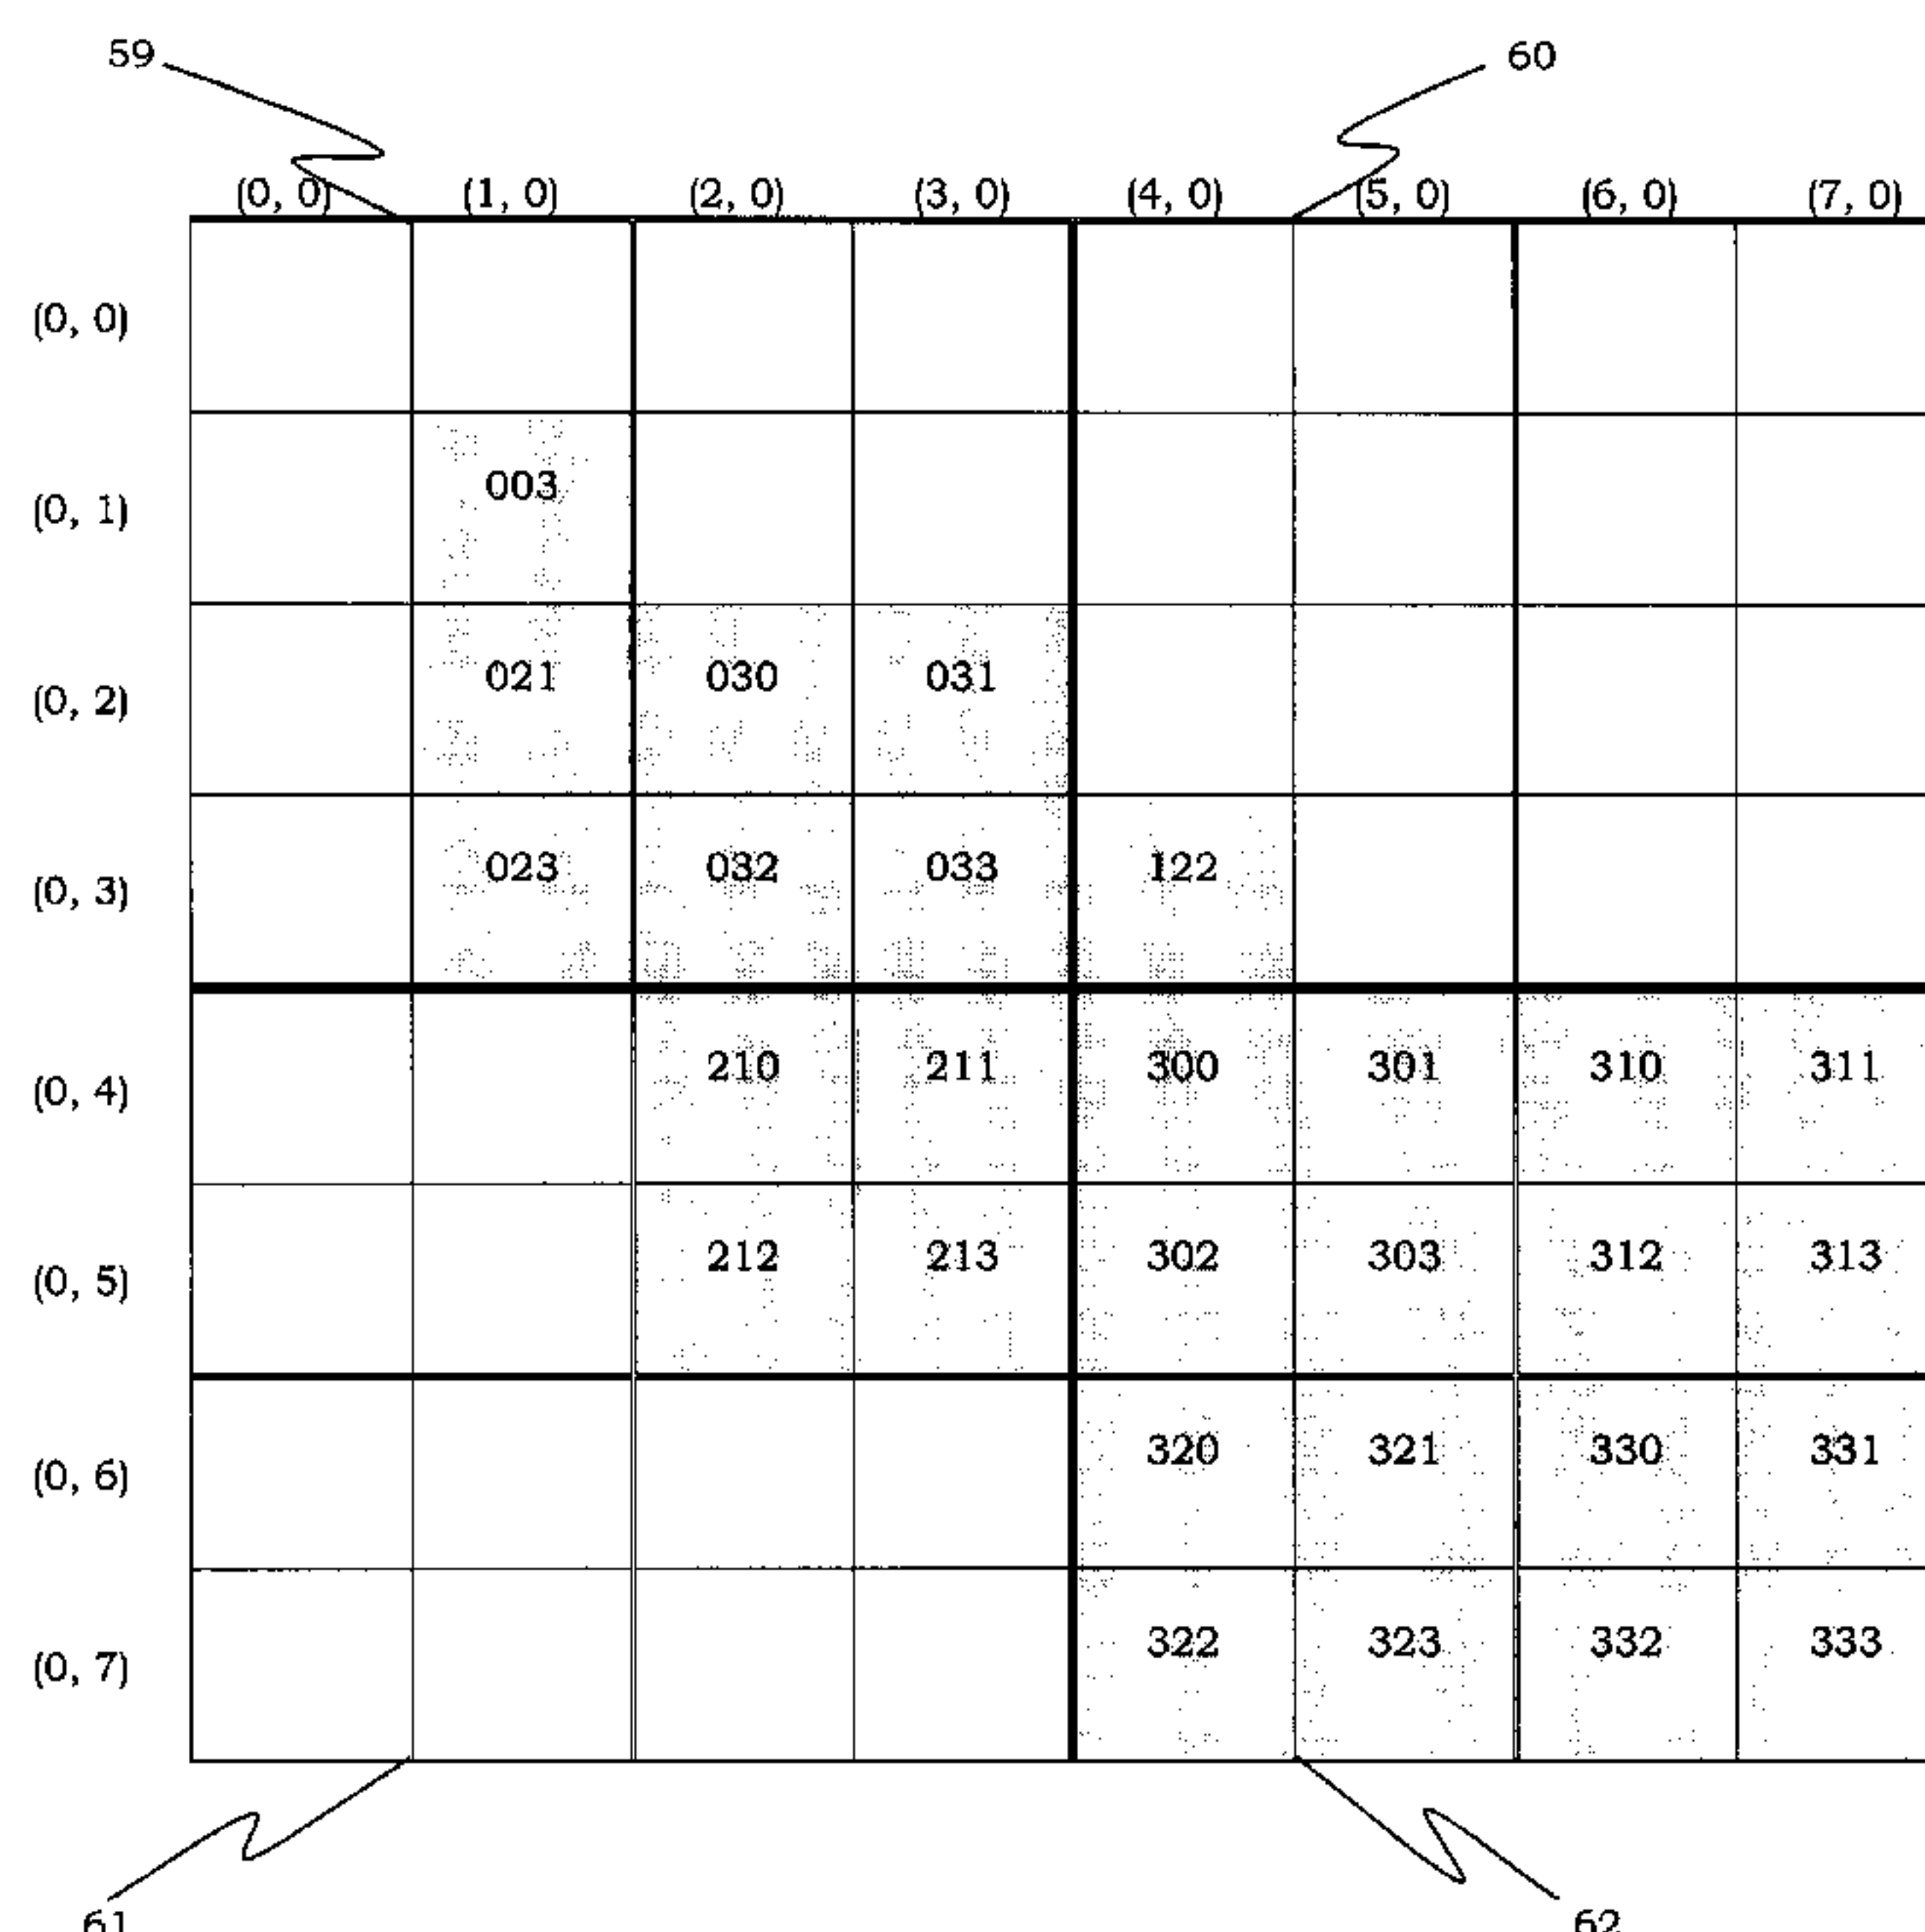 59 60
(0, 0) (1, 0) (2, 0) (3, 0) (4, 0) (5, 0) (6, 0) (7, 0)
(0, 0)
(0, 1) 003
(0, 2) 021 030 031
(0, 3) 023 032 033 122
(0, 4) 210 211 300 301 310 311
(0, 5) 212 213 302 303 312 313
(0, 6) 320 321 330 331
(0, 7) 322 323 332 333
61 62